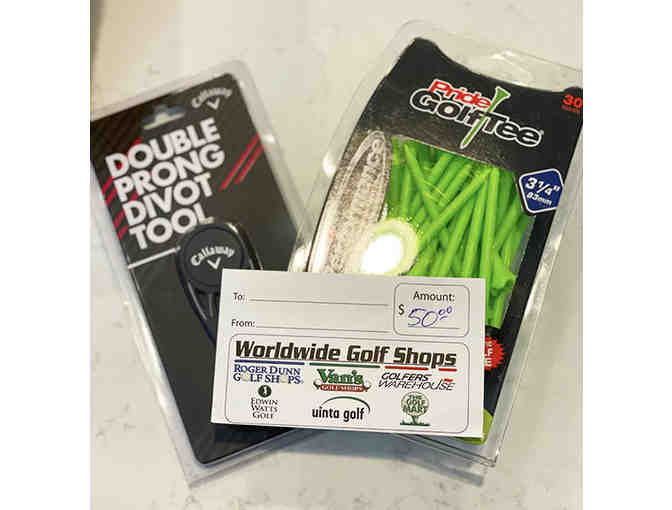 Callaway
DOUBLE
PRONG
DIVOT
TOOL
Callaway
Pride
Golf Tee
30
3 1/4"
83mm
To:
From:
Amount:
$ 50.00
Worldwide Golf Shops
ROGER DUNN
GOLF SHOPS
Van's
GOLF SHOPS
GOLFERS
WAREHOUSE
EDWIN
WATTS
GOLF
uinta golf
THE
GOLF
MART